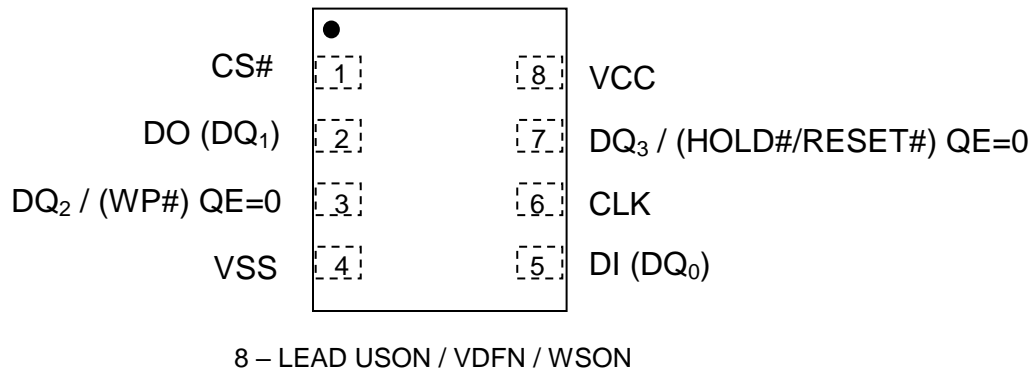 CS# 1 8 VCC
DO (DQ₁) 2 7 DQ₃ / (HOLD#/RESET#) QE=0
DQ₂ / (WP#) QE=0 3 6 CLK
VSS 4 5 DI (DQ₀)
8 – LEAD USON / VDFN / WSON